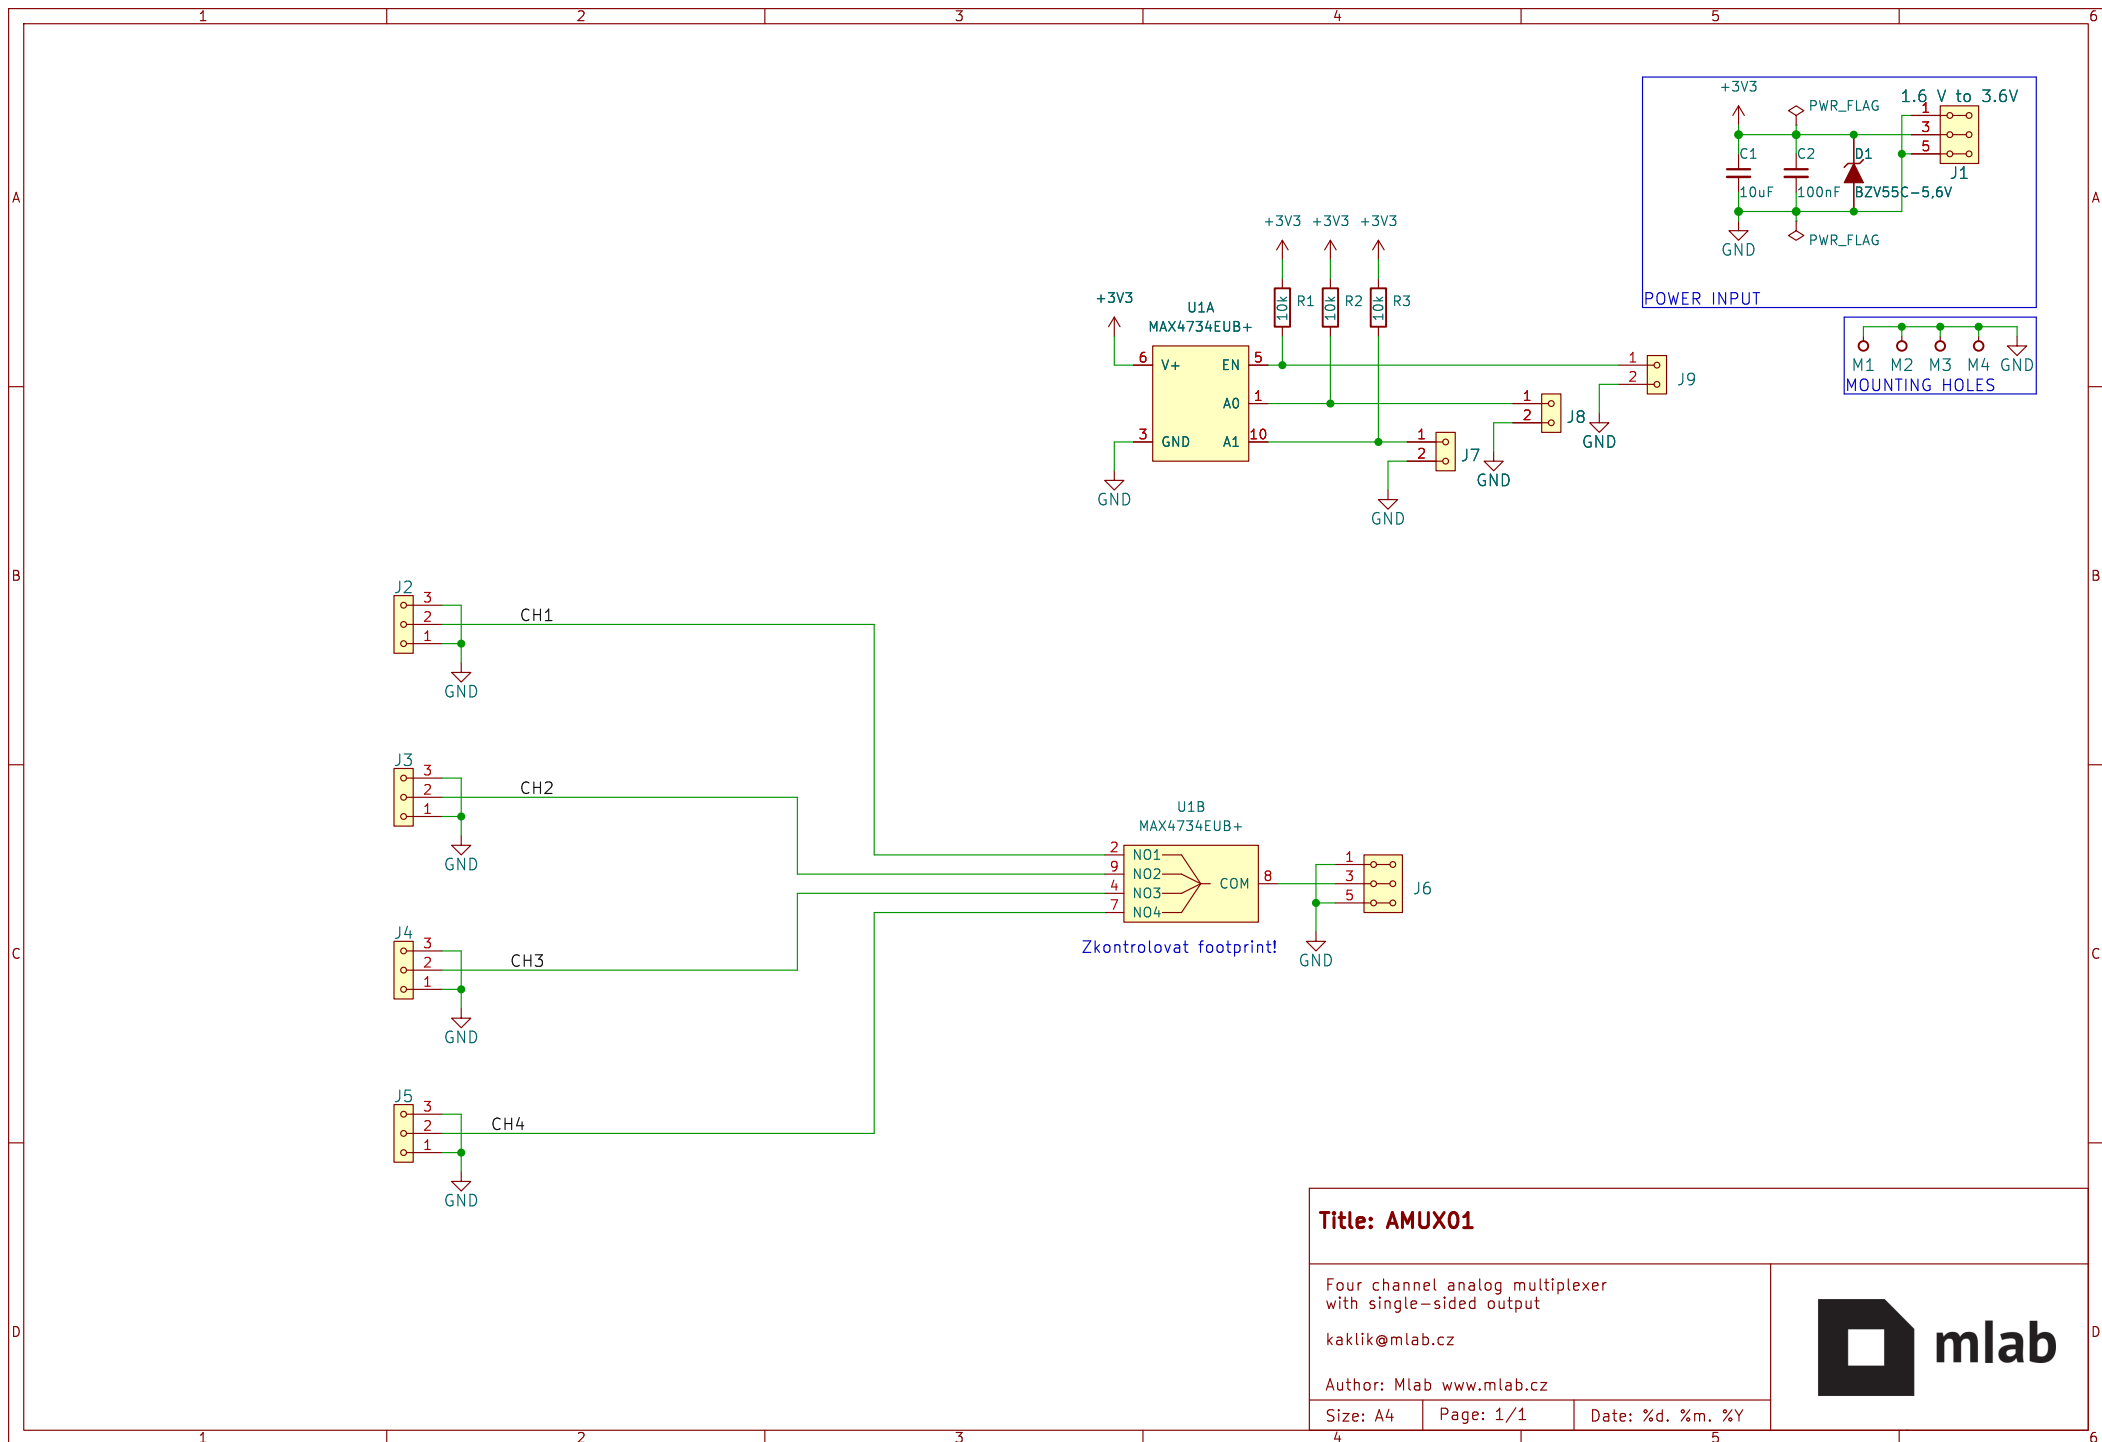 1 2 3 4 5 6
A
B
C
D
A
B
C
D
1 2 3 4 5 6
+3V3
PWR_FLAG
1.6 V to 3.6V
1
3
5
J1
C1
10uF
C2
100nF
D1
BZV55C-5,6V
GND
PWR_FLAG
POWER INPUT
M1 M2 M3 M4 GND
MOUNTING HOLES
+3V3 +3V3 +3V3
10k R1
10k R2
10k R3
+3V3
U1A
MAX4734EUB+
6 V+ EN 5
A0 1
3 GND A1 10
GND
1
2
J9
GND
1
2
J8
GND
1
2
J7
GND
J2
3
2
1
CH1
GND
J3
3
2
1
CH2
GND
J4
3
2
1
CH3
GND
J5
3
2
1
CH4
GND
U1B
MAX4734EUB+
2 NO1
9 NO2
4 NO3
7 NO4
COM 8
Zkontrolovat footprint!
1
3
5
J6
GND
Title: AMUX01
Four channel analog multiplexer
with single-sided output
kaklik@mlab.cz
Author: Mlab www.mlab.cz
Size: A4
Page: 1/1
Date: %d. %m. %Y
mlab